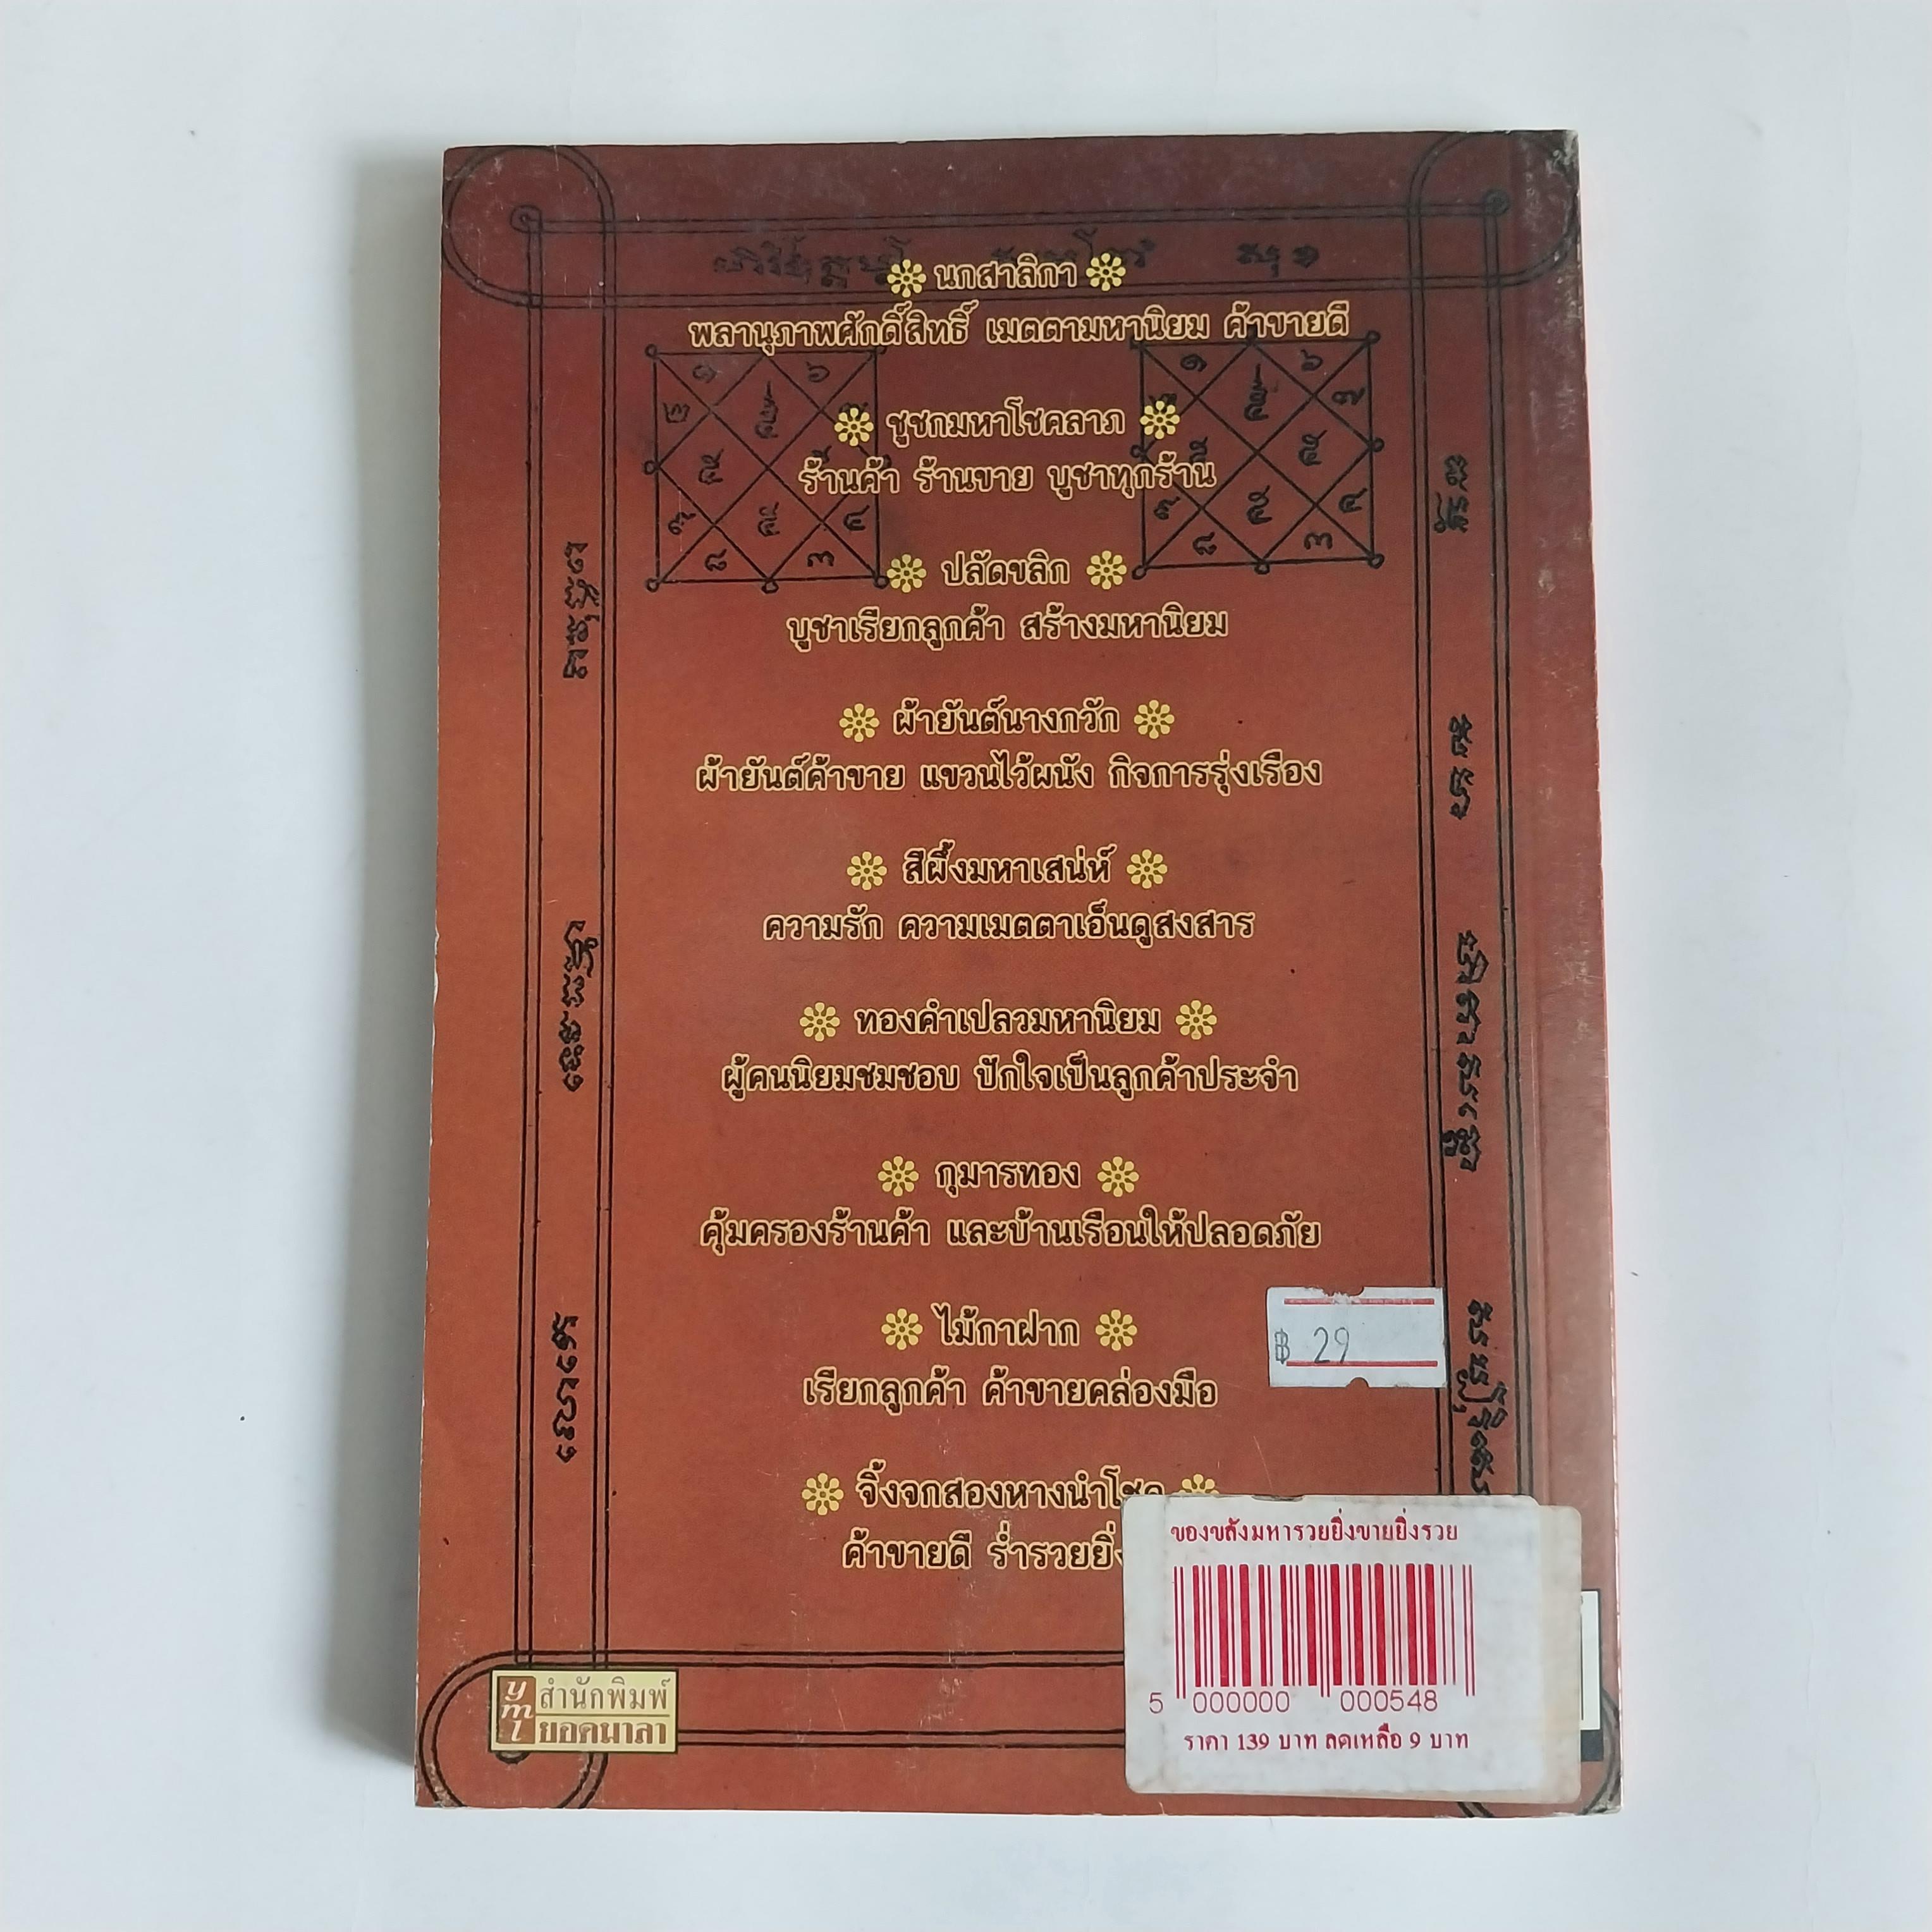 นกสาลิกา
พลานุภาพศักดิ์สิทธิ์ เมตตามหานิยม ค้าขายดี
ชูชกมหาโชคลาภ
ร้านค้า ร้านขาย บูชาทุกร้าน
ปลัดขลิก
บูชาเรียกลูกค้า สร้างมหานิยม
ผ้ายันต์นางกวัก
ผ้ายันต์ค้าขาย แขวนไว้ผนัง กิจการรุ่งเรือง
สีผึ้งมหาเสน่ห์
ความรัก ความเมตตาเอ็นดูสงสาร
ทองคำเปลวมหานิยม
ผู้คนนิยมชมชอบ ปักใจเป็นลูกค้าประจำ
กุมารทอง
คุ้มครองร้านค้า และบ้านเรือนให้ปลอดภัย
ไม้กาฝาก
เรียกลูกค้า ค้าขายคล่องมือ
฿ 29
จิ้งจกสองหางนำโชค
ค้าขายดี ร่ำรวยยิ่ง
ของขลังมหารวยยิ่งขายยิ่งรวย
5 000000 000548
ราคา 139 บาท ลดเหลือ 9 บาท
yml
สำนักพิมพ์
ยอดมาลา